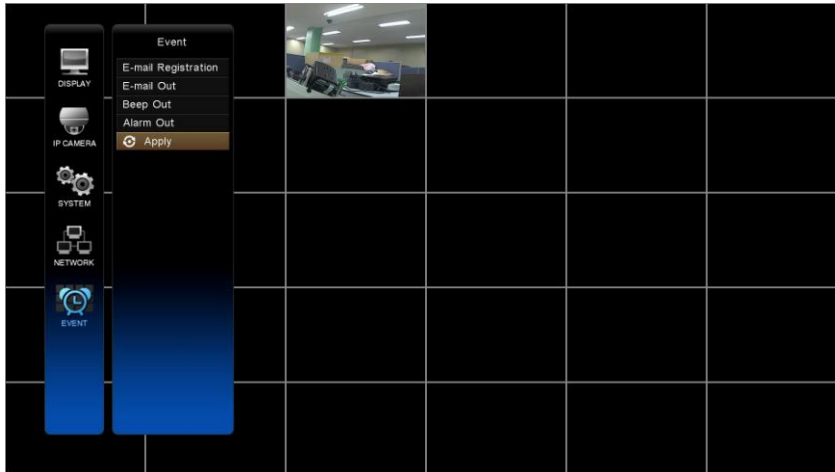 DISPLAY
IP CAMERA
SYSTEM
NETWORK
EVENT
Event
E-mail Registration
E-mail Out
Beep Out
Alarm Out
Apply